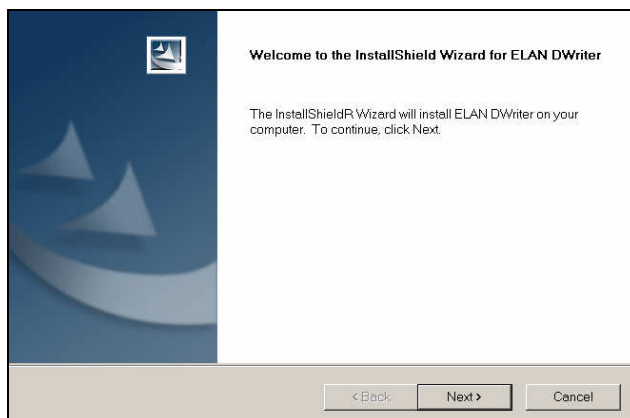 Welcome to the InstallShield Wizard for ELAN DWriter
The InstallShieldR Wizard will install ELAN DWriter on your
computer. To continue, click Next.
< Back
Next >
Cancel